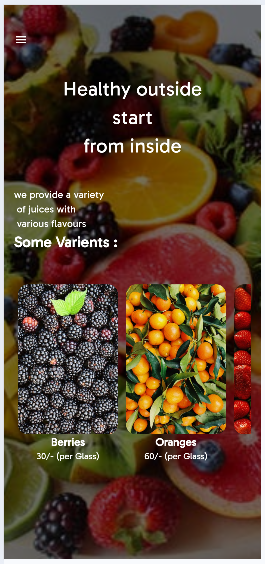 Healthy outside
start
from inside
we provide a variety
of juices with
various flavours
Some Varients :
Berries
30/- (per Glass)
Oranges
60/- (per Glass)